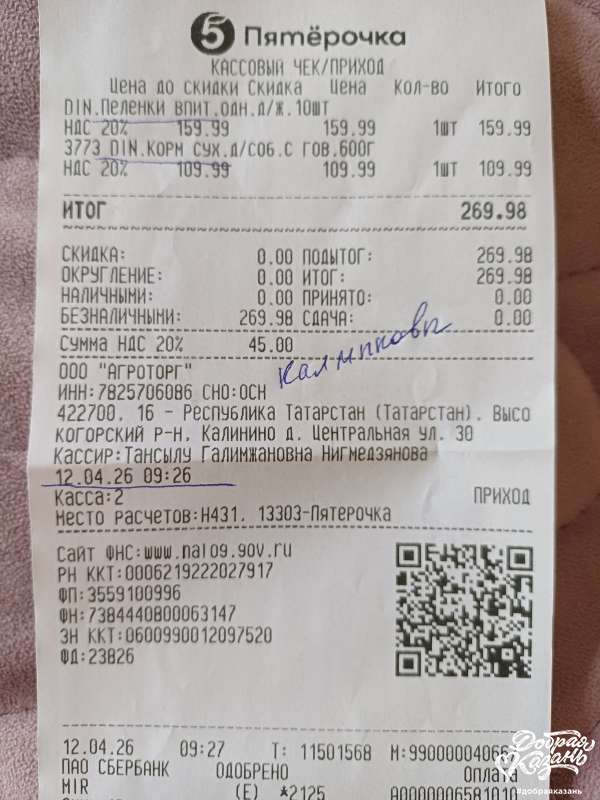 5 Пятёрочка
КАССОВЫЙ ЧЕК/ПРИХОД
Цена до скидки Скидка Цена Кол-во Итого
DIN.Пеленки впит.одн.д/ж.10шт
НДС 20% 159.99 159.99 1шт 159.99
3773 DIN.Корм сух.д/соб.с гов.600г
НДС 20% 109.99 109.99 1шт 109.99
ИТОГ 269.98
СКИДКА: 0.00 ПОДЫТОГ: 269.98
ОКРУГЛЕНИЕ: 0.00 ИТОГ: 269.98
НАЛИЧНЫМИ: 0.00 ПРИНЯТО: 0.00
БЕЗНАЛИЧНЫМИ: 269.98 СДАЧА: 0.00
Сумма НДС 20% 45.00
ООО "АГРОТОРГ"
ИНН:7825706086 СНО:ОСН
422700, 16 - Республика Татарстан (Татарстан), Высо
когорский р-н, Калинино д, Центральная ул, 30
Кассир:Тансылу Галимжановна Нигмедзянова
12.04.26 09:26
Касса:2 ПРИХОД
Место расчетов:Н431, 13303-Пятерочка
Сайт ФНС:www.nalog.gov.ru
РН ККТ:0006219222027917
ФП:3559100996
ФН:7384440800063147
ЗН ККТ:0600990012097520
ФД:23826
12.04.26 09:27 Т: 11501568 М:9900000406
ПАО СБЕРБАНК ОДОБРЕНО Оплата
MIR (E) *2125 A0000006581010
Добрая Казань
#добраяказань